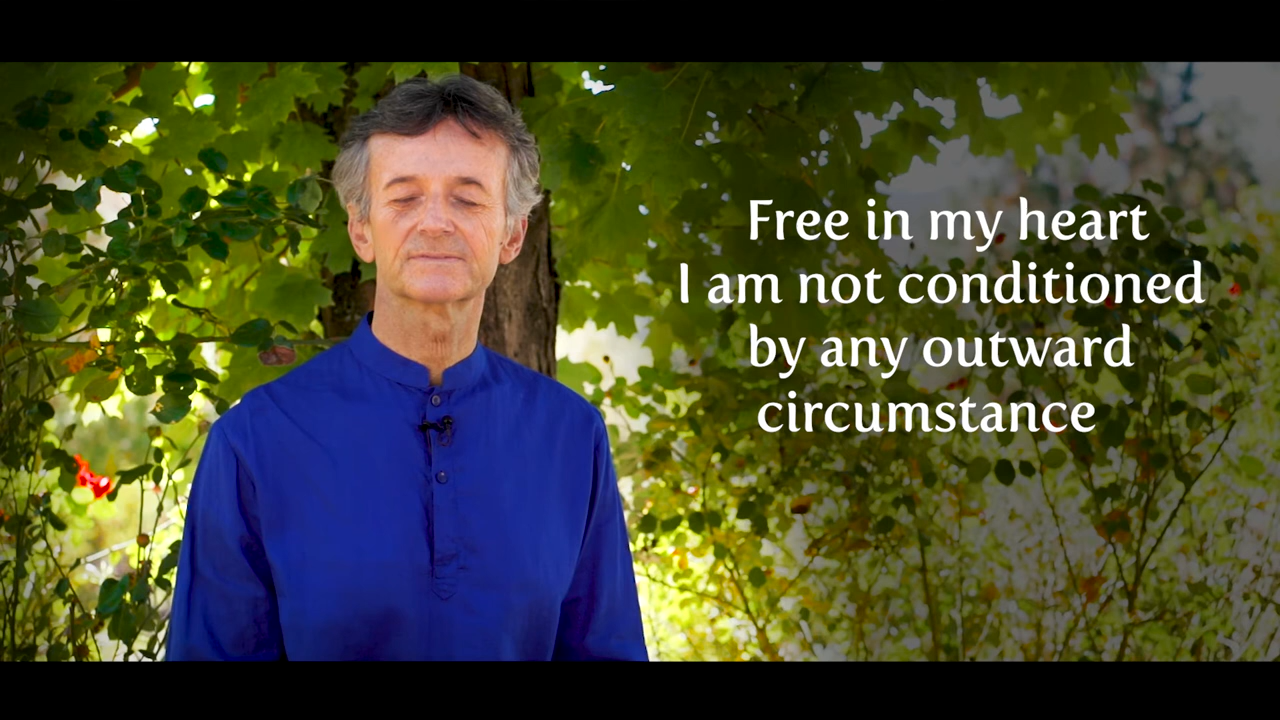 Free in my heart
I am not conditioned
by any outward
circumstance